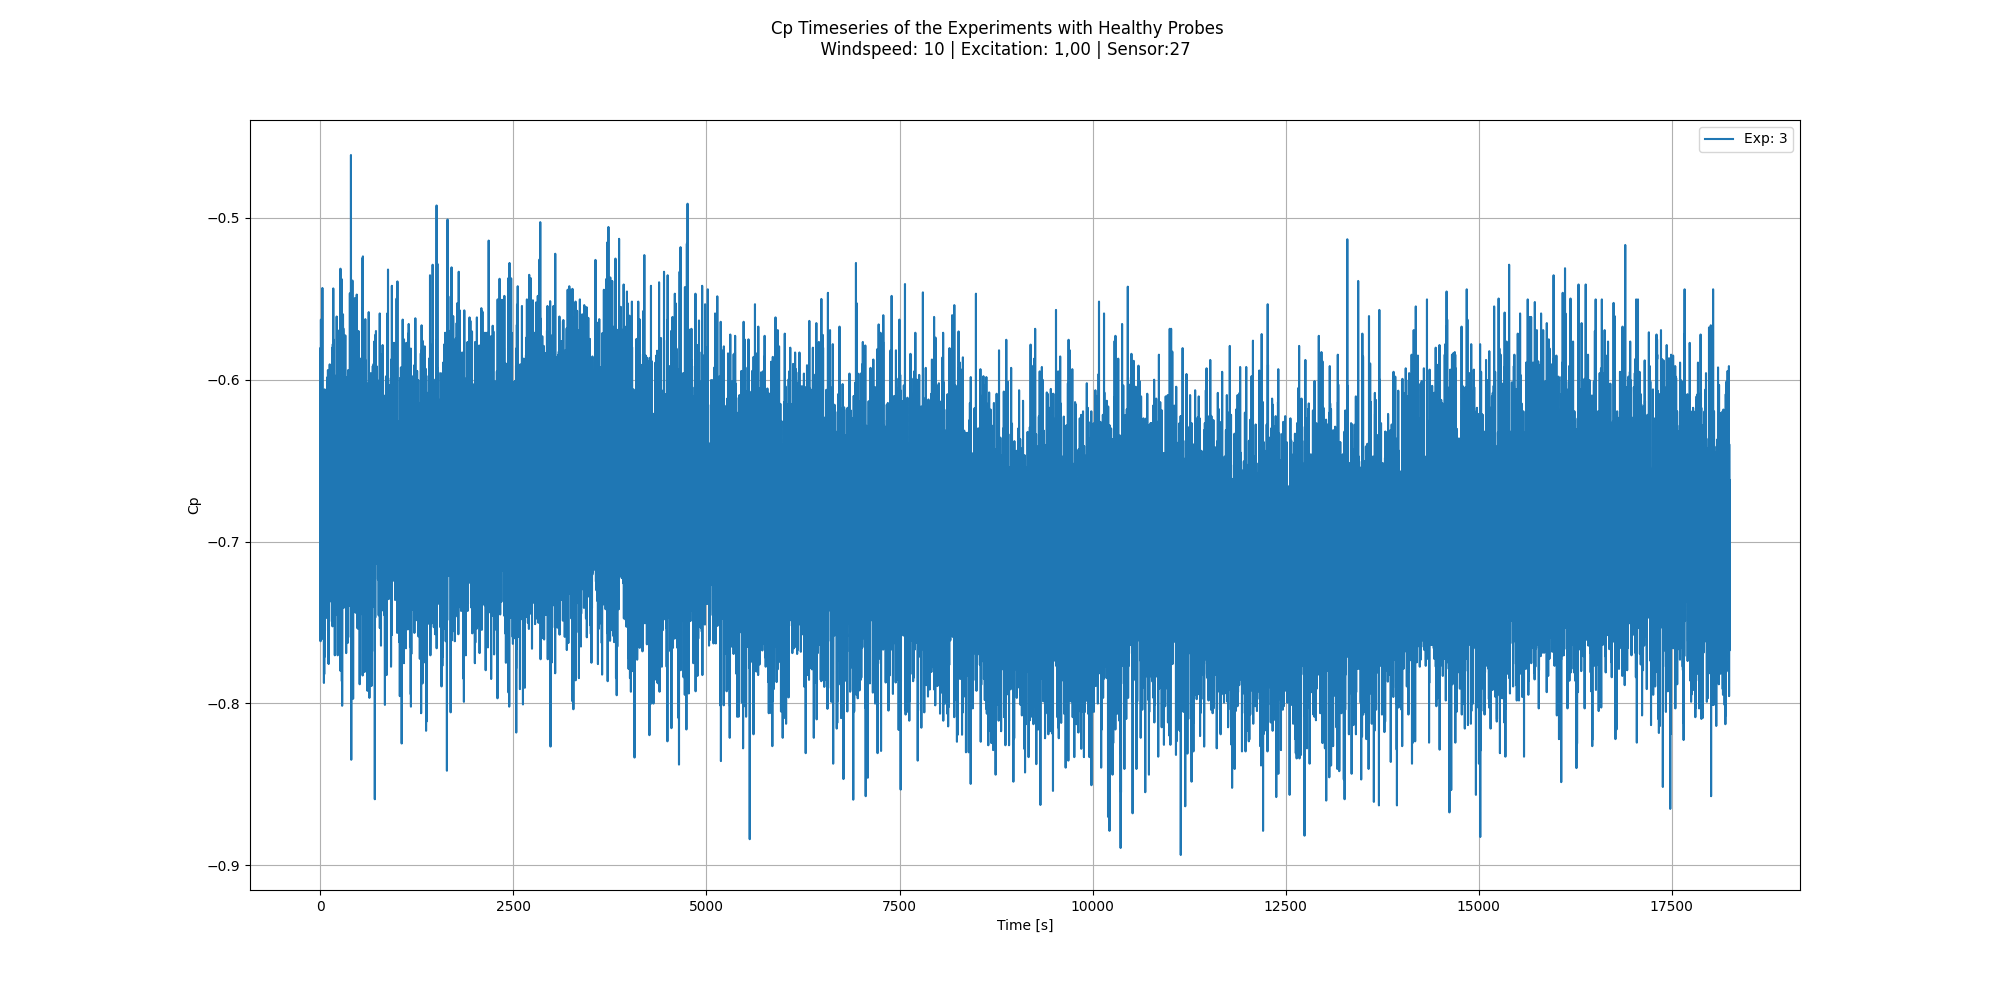 Cp Timeseries of the Experiments with Healthy Probes
Windspeed: 10 | Excitation: 1,00 | Sensor:27
Exp: 3
−0.5
−0.6
−0.7
−0.8
−0.9
Cp
0 2500 5000 7500 10000 12500 15000 17500
Time [s]